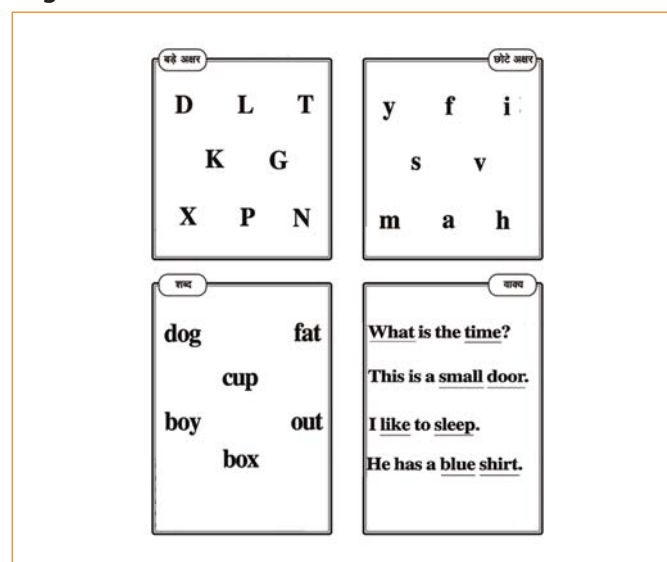 बड़े अक्षर
D L T
K G
X P N
छोटे अक्षर
y f i
s v
m a h
शब्द
dog fat
cup
boy out
box
वाक्य
What is the time?
This is a small door.
I like to sleep.
He has a blue shirt.